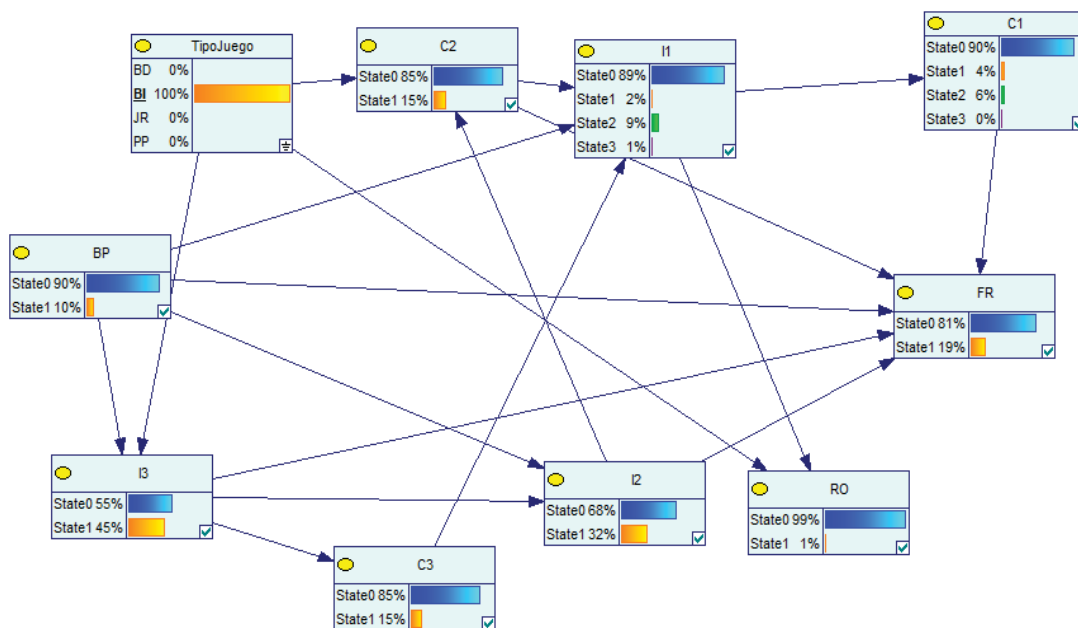 TipoJuego
BD 0%
BI 100%
JR 0%
PP 0%
C2
State0 85%
State1 15%
I1
State0 89%
State1 2%
State2 9%
State3 1%
C1
State0 90%
State1 4%
State2 6%
State3 0%
BP
State0 90%
State1 10%
FR
State0 81%
State1 19%
I3
State0 55%
State1 45%
I2
State0 68%
State1 32%
RO
State0 99%
State1 1%
C3
State0 85%
State1 15%